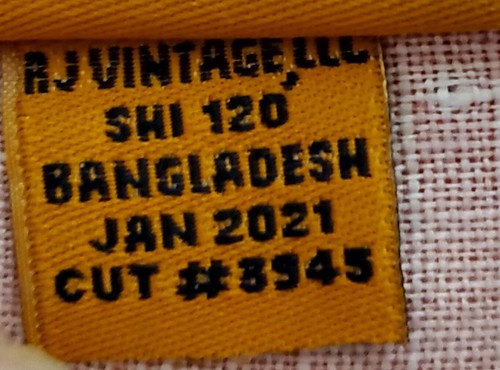 RJ VINTAGE, LLC
SHI 120
BANGLADESH
JAN 2021
CUT #3945